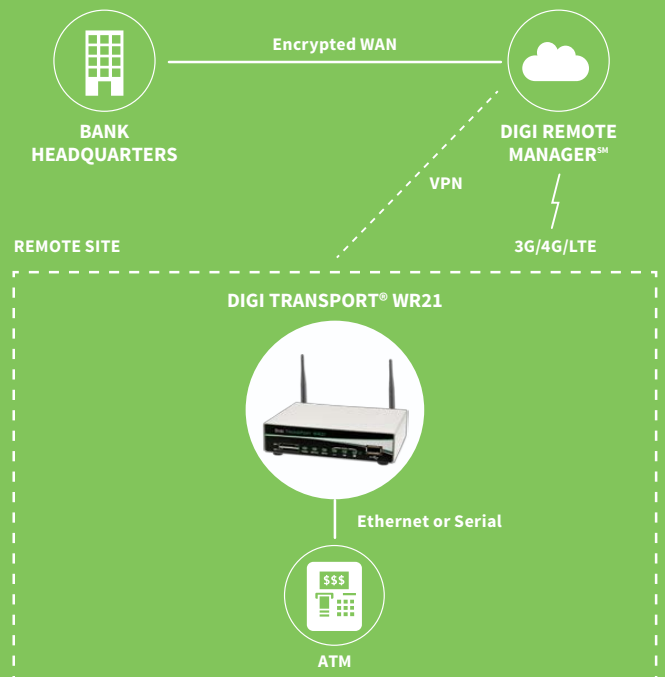 Encrypted WAN
BANK
HEADQUARTERS
DIGI REMOTE
MANAGER℠
VPN
REMOTE SITE
3G/4G/LTE
DIGI TRANSPORT® WR21
Ethernet or Serial
$$$
ATM